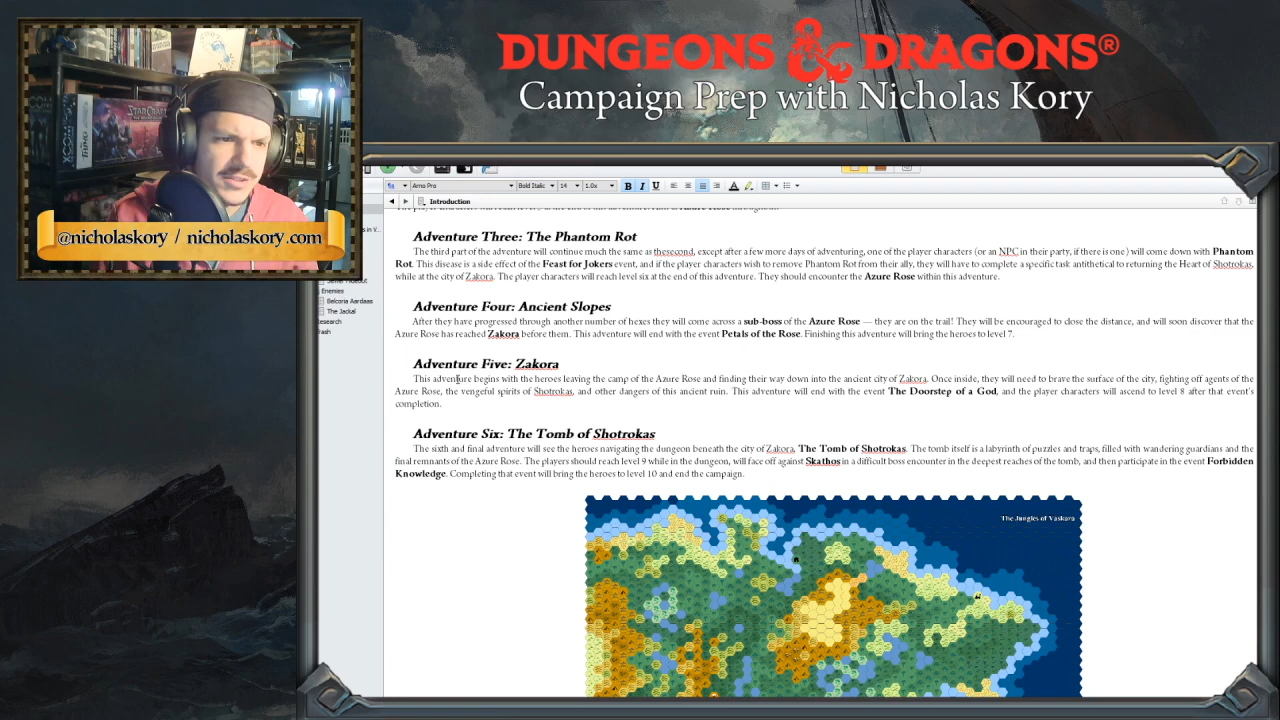 DUNGEONS & DRAGONS®
Campaign Prep with Nicholas Kory
STARCRAFT
XCOM
@nicholaskory / nicholaskory.com
Arno Pro
Bold Italic
14
1.0x
B I U
Introduction
Adventure Three: The Phantom Rot
The third part of the adventure will continue much the same as thesecond, except after a few more days of adventuring, one of the player characters (or an NPC in their party, if there is one) will come down with Phantom
Rot. This disease is a side effect of the Feast for Jokers event, and if the player characters wish to remove Phantom Rot from their ally, they will have to complete a specific task antithetical to returning the Heart of Shotrokas,
while at the city of Zakora. The player characters will reach level six at the end of this adventure. They should encounter the Azure Rose within this adventure.
Adventure Four: Ancient Slopes
After they have progressed through another number of hexes they will come across a sub-boss of the Azure Rose — they are on the trail! They will be encouraged to close the distance, and will soon discover that the
Azure Rose has reached Zakora before them. This adventure will end with the event Petals of the Rose. Finishing this adventure will bring the heroes to level 7.
Adventure Five: Zakora
This adventure begins with the heroes leaving the camp of the Azure Rose and finding their way down into the ancient city of Zakora. Once inside, they will need to brave the surface of the city, fighting off agents of the
Azure Rose, the vengeful spirits of Shotrokas, and other dangers of this ancient ruin. This adventure will end with the event The Doorstep of a God, and the player characters will ascend to level 8 after that event's
completion.
Adventure Six: The Tomb of Shotrokas
The sixth and final adventure will see the heroes navigating the dungeon beneath the city of Zakora, The Tomb of Shotrokas. The tomb itself is a labyrinth of puzzles and traps, filled with wandering guardians and the
final remnants of the Azure Rose. The players should reach level 9 while in the dungeon, will face off against Skathos in a difficult boss encounter in the deepest reaches of the tomb, and then participate in the event Forbidden
Knowledge. Completing that event will bring the heroes to level 10 and end the campaign.
Enemies
Belcoria Aardaas
The Jackal
The Jungles of Vaskara